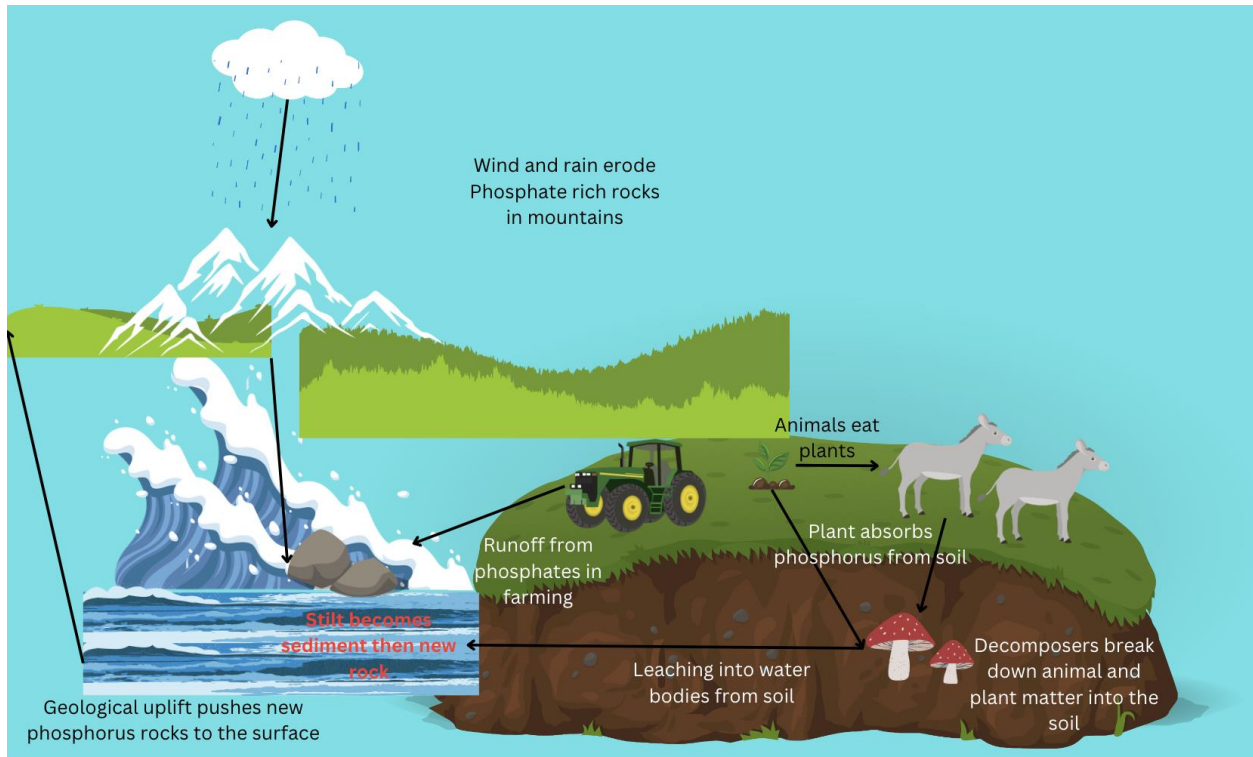 Wind and rain erode
Phosphate rich rocks
in mountains
Animals eat
plants
Plant absorbs
phosphorus from soil
Runoff from
phosphates in
farming
Stilt becomes
sediment then new
rock
Leaching into water
bodies from soil
Decomposers break
down animal and
plant matter into the
soil
Geological uplift pushes new
phosphorus rocks to the surface